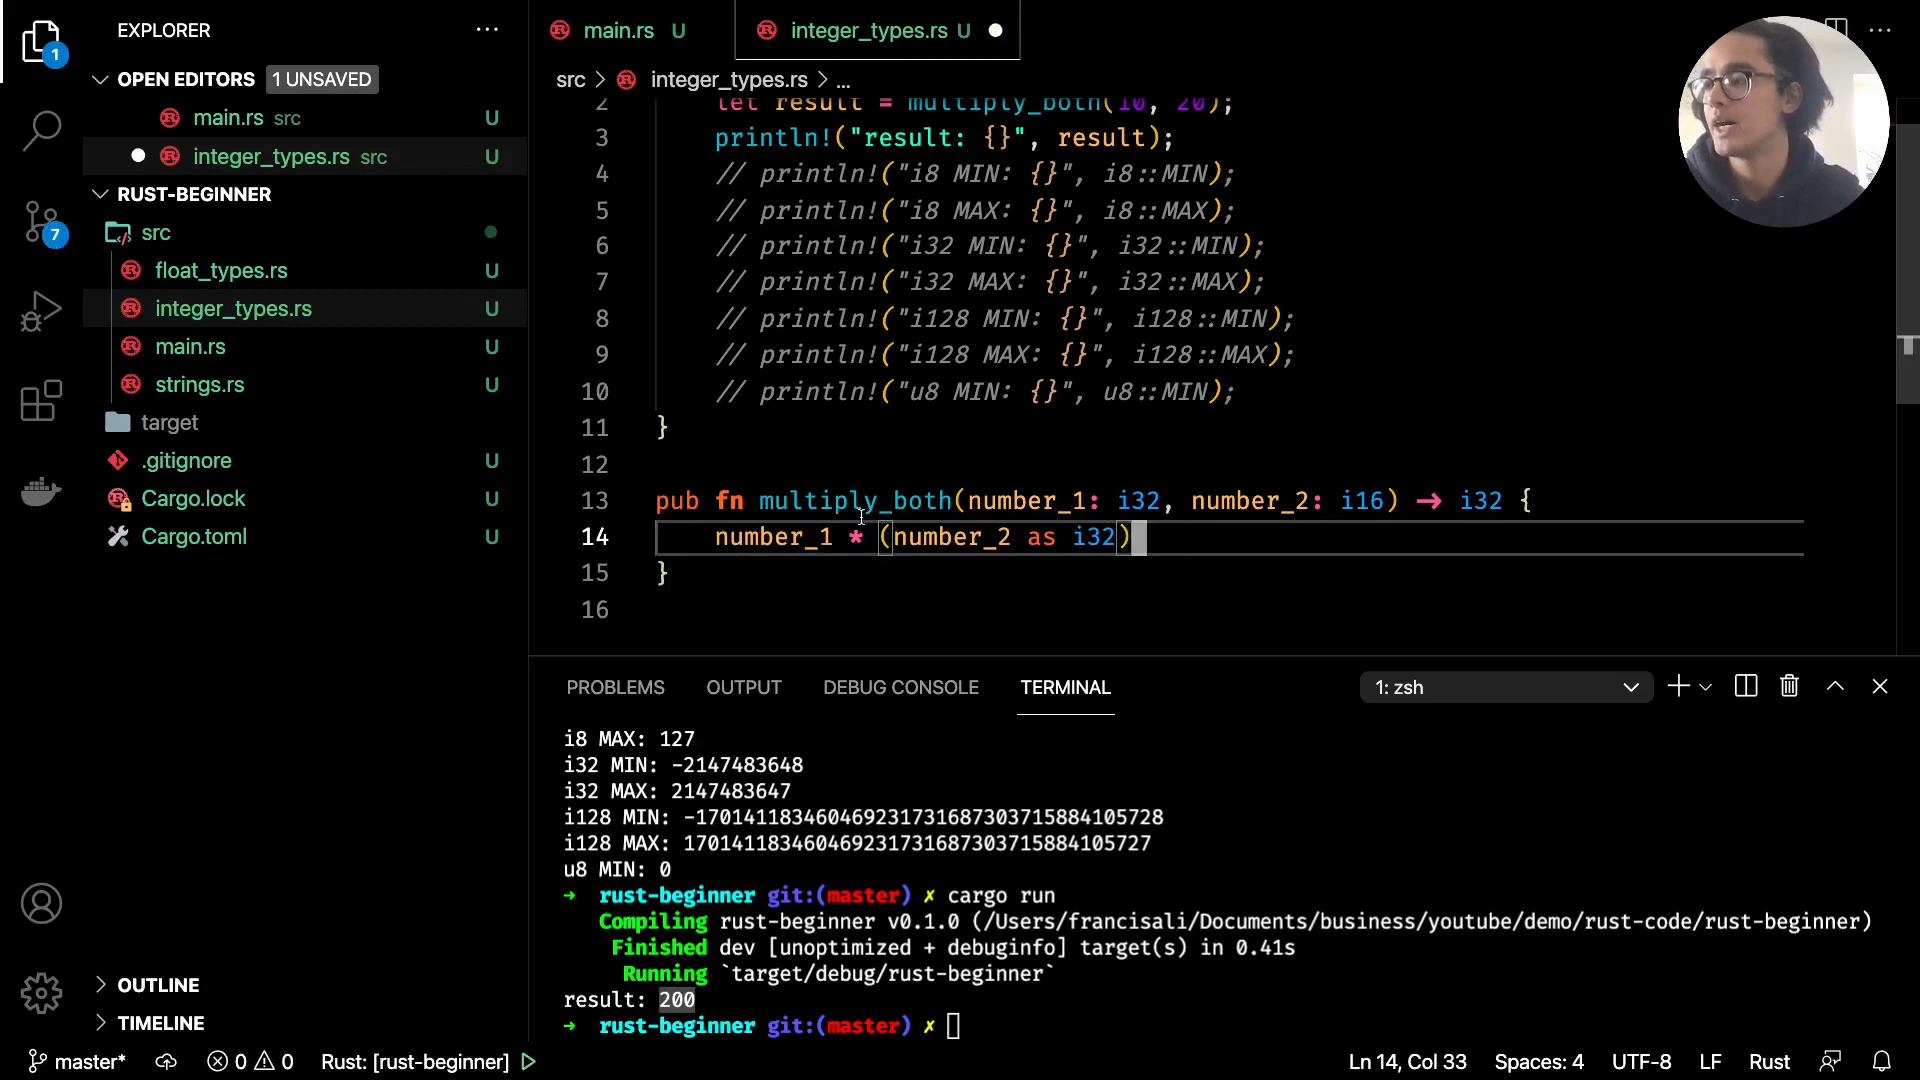 EXPLORER
OPEN EDITORS 1 UNSAVED
main.rs src U
integer_types.rs src U
RUST-BEGINNER
src
float_types.rs U
integer_types.rs U
main.rs U
strings.rs U
target
.gitignore U
Cargo.lock U
Cargo.toml U
OUTLINE
TIMELINE
1
7
main.rs U
integer_types.rs U
src > integer_types.rs > ...
2 let result = multiply_both(10, 20);
3 println!("result: {}", result);
4 // println!("i8 MIN: {}", i8::MIN);
5 // println!("i8 MAX: {}", i8::MAX);
6 // println!("i32 MIN: {}", i32::MIN);
7 // println!("i32 MAX: {}", i32::MAX);
8 // println!("i128 MIN: {}", i128::MIN);
9 // println!("i128 MAX: {}", i128::MAX);
10 // println!("u8 MIN: {}", u8::MIN);
11 }
12
13 pub fn multiply_both(number_1: i32, number_2: i16) → i32 {
14 number_1 * (number_2 as i32)
15 }
16
PROBLEMS OUTPUT DEBUG CONSOLE TERMINAL 1: zsh
i8 MAX: 127
i32 MIN: -2147483648
i32 MAX: 2147483647
i128 MIN: -170141183460469231731687303715884105728
i128 MAX: 170141183460469231731687303715884105727
u8 MIN: 0
→ rust-beginner git:(master) ✗ cargo run
Compiling rust-beginner v0.1.0 (/Users/francisali/Documents/business/youtube/demo/rust-code/rust-beginner)
Finished dev [unoptimized + debuginfo] target(s) in 0.41s
Running `target/debug/rust-beginner`
result: 200
→ rust-beginner git:(master) ✗
master* 0 0 Rust: [rust-beginner] Ln 14, Col 33 Spaces: 4 UTF-8 LF Rust